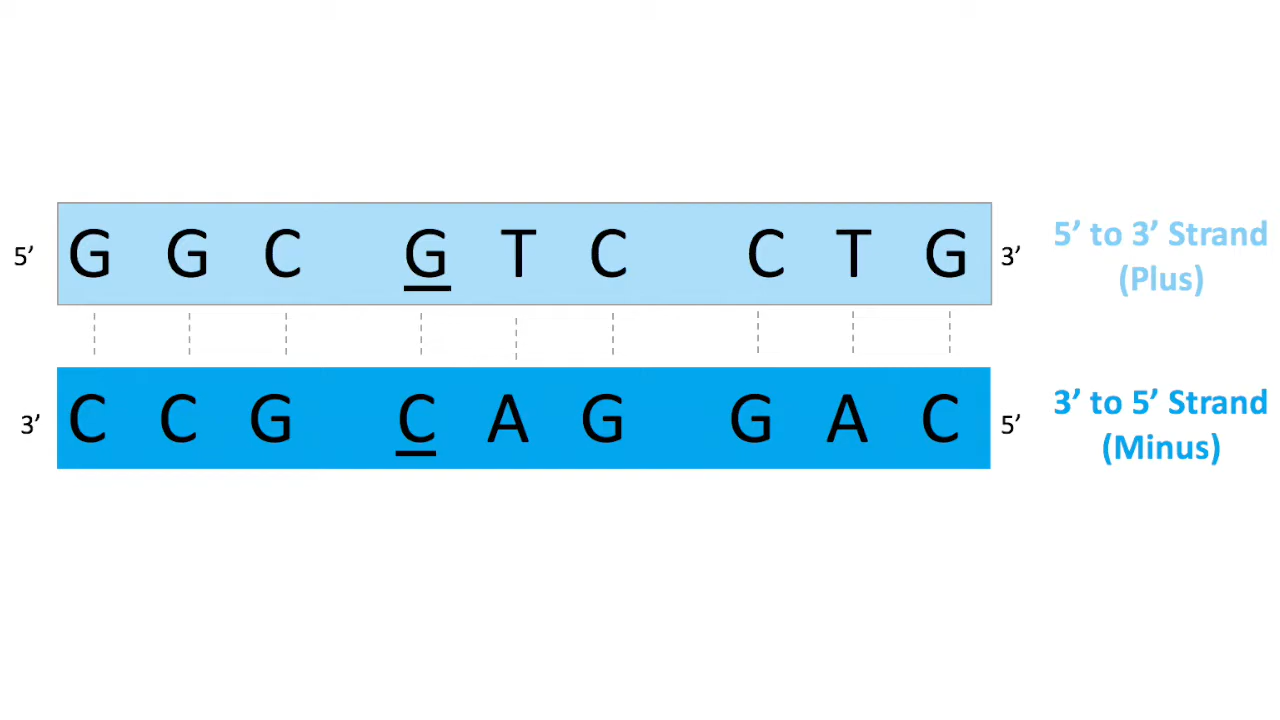 5’ G G C G T C C T G 3’
5’ to 3’ Strand
(Plus)
3’ C C G C A G G A C 5’
3’ to 5’ Strand
(Minus)